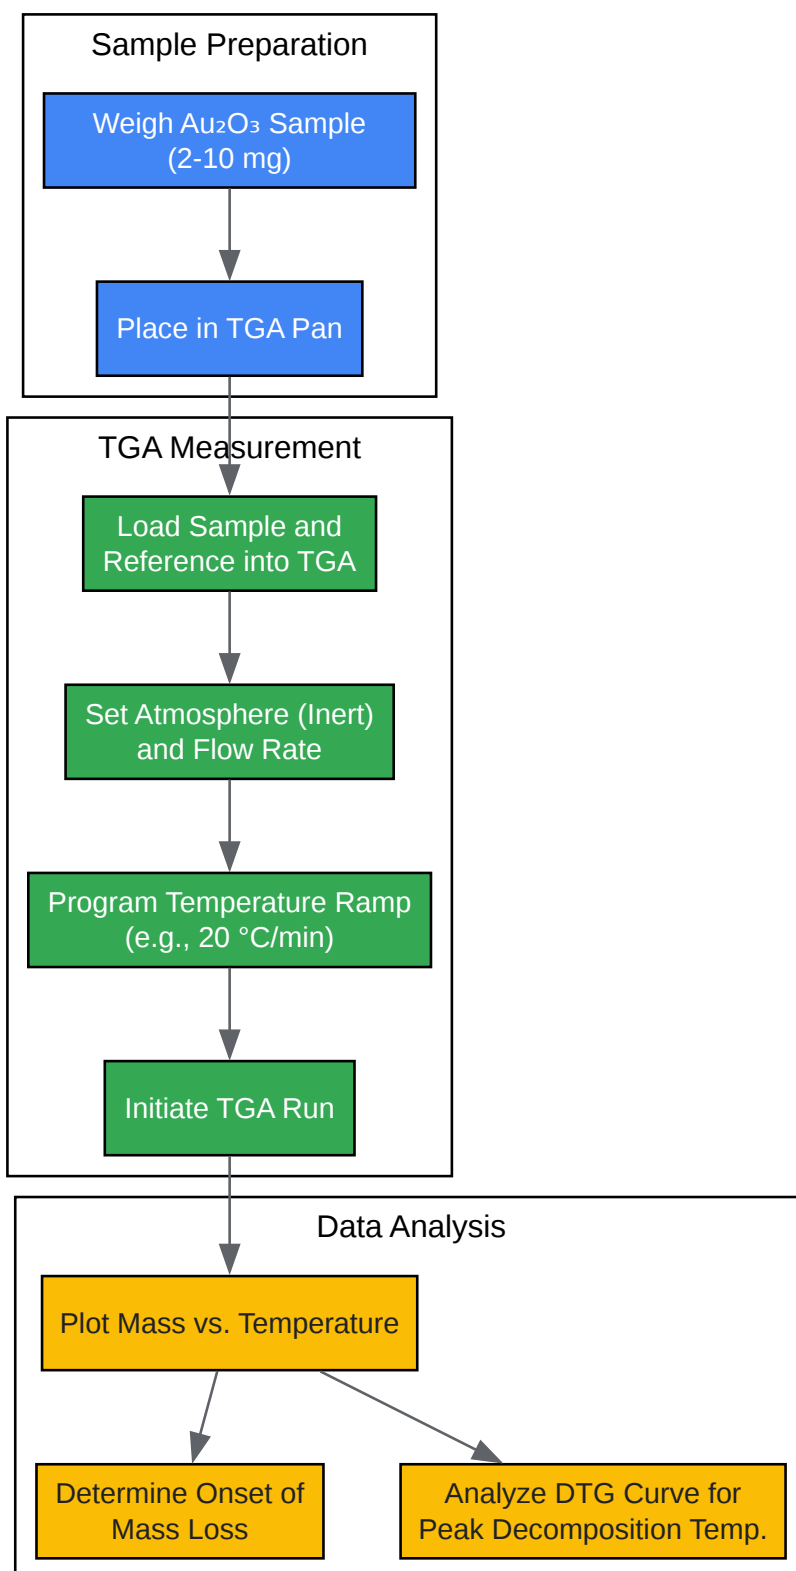 Sample Preparation
Weigh Au₂O₃ Sample
(2-10 mg)
Place in TGA Pan
TGA Measurement
Load Sample and
Reference into TGA
Set Atmosphere (Inert)
and Flow Rate
Program Temperature Ramp
(e.g., 20 °C/min)
Initiate TGA Run
Data Analysis
Plot Mass vs. Temperature
Determine Onset of
Mass Loss
Analyze DTG Curve for
Peak Decomposition Temp.